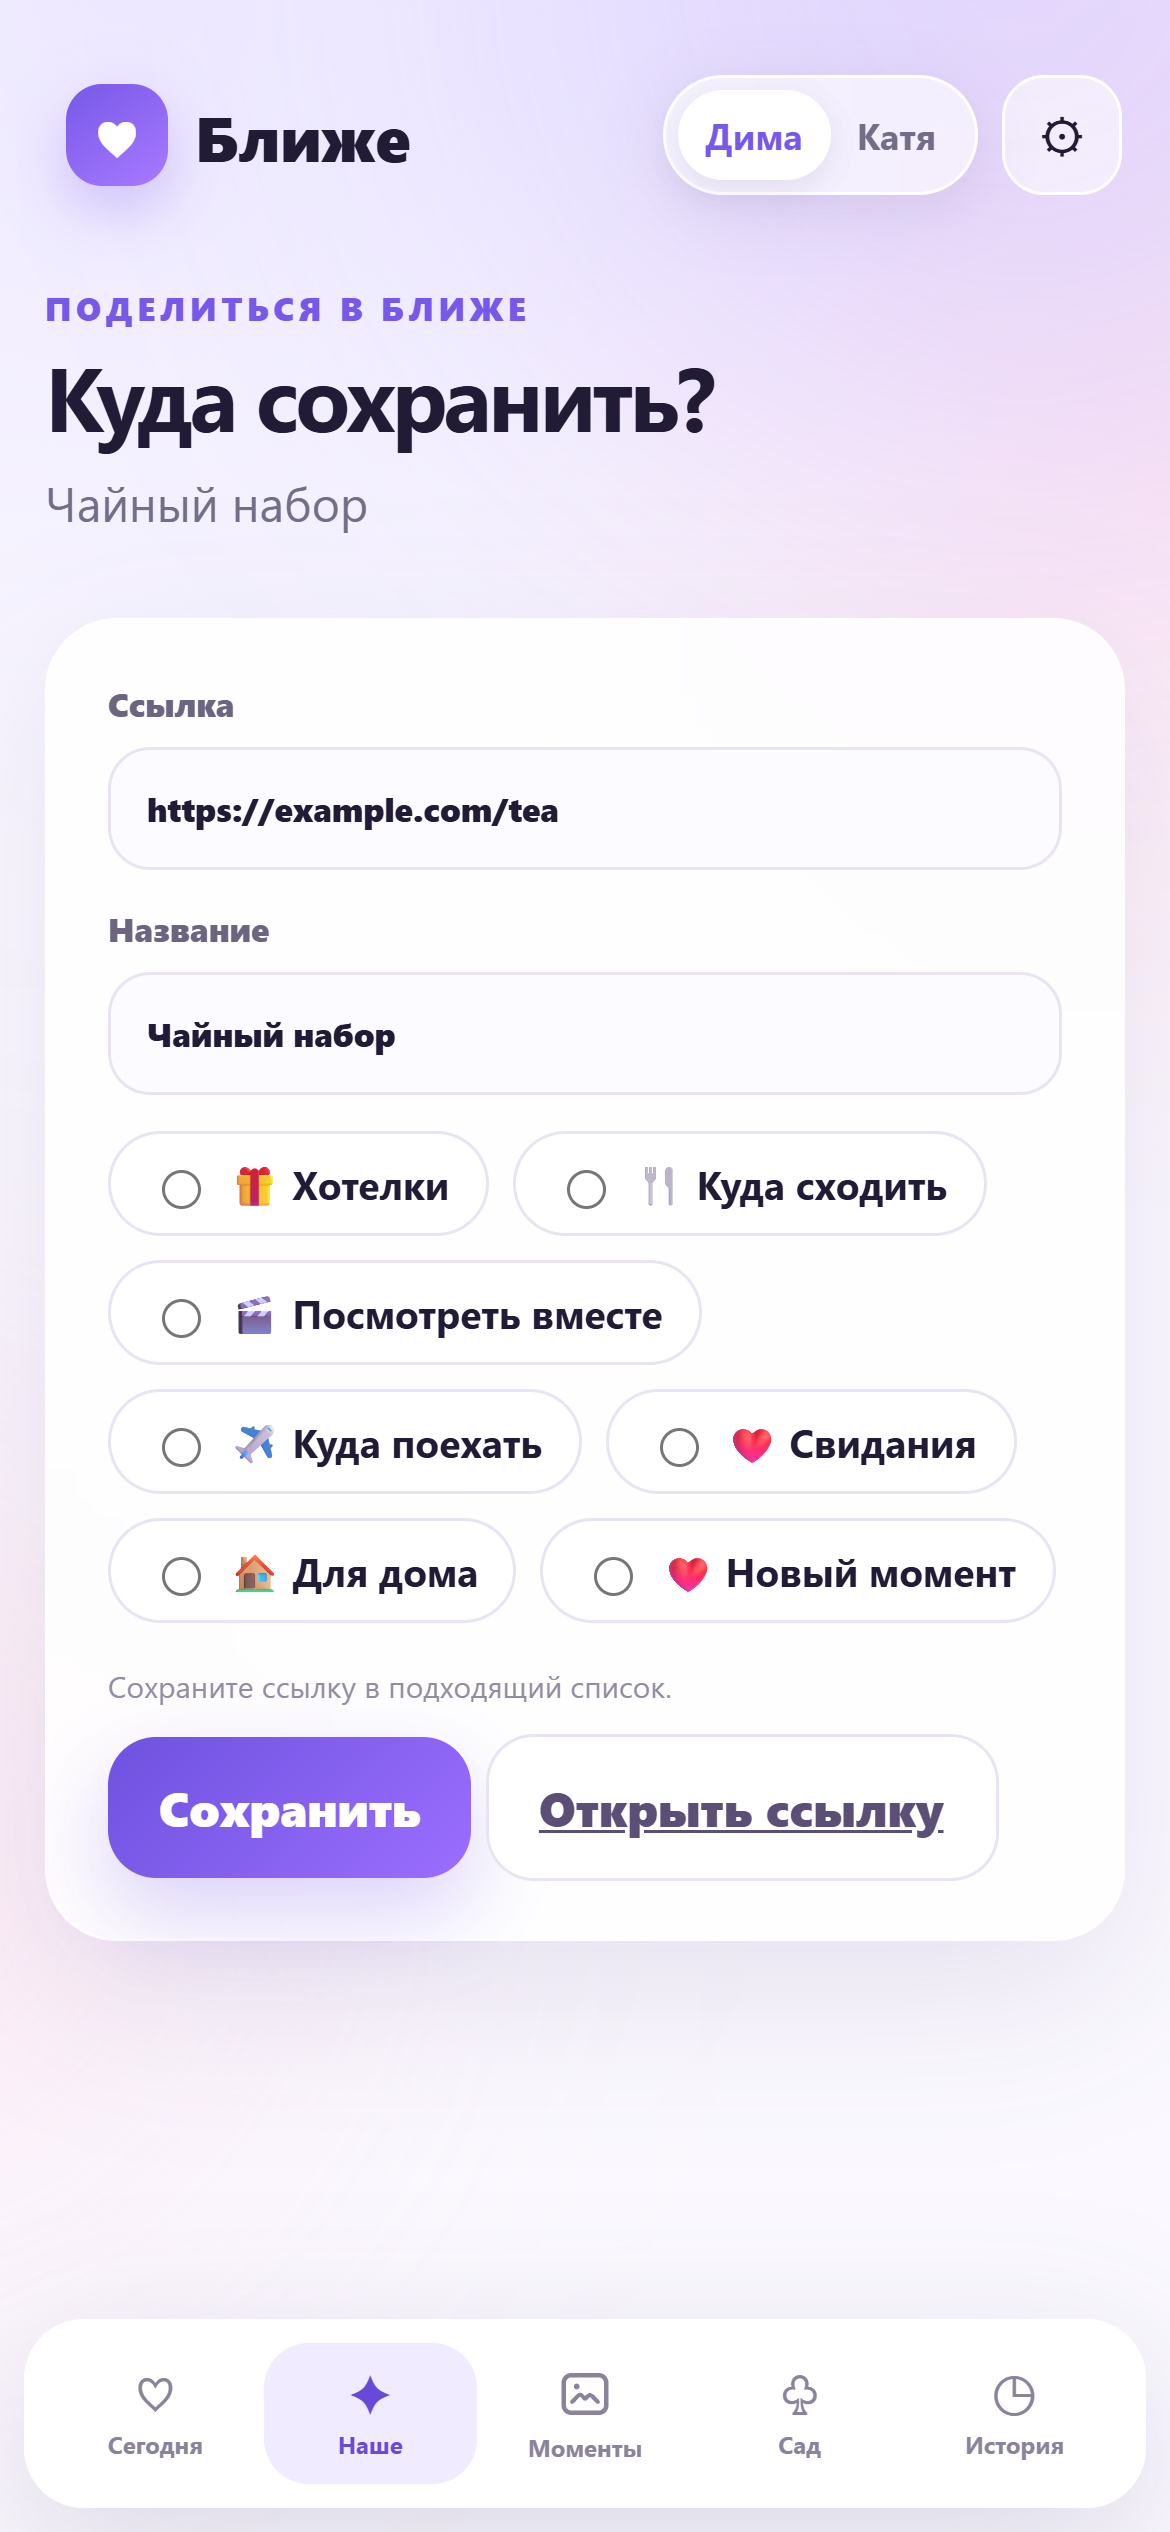 Ближе
Дима Катя
ПОДЕЛИТЬСЯ В БЛИЖЕ
Куда сохранить?
Чайный набор
Ссылка
https://example.com/tea
Название
Чайный набор
Хотелки
Куда сходить
Посмотреть вместе
Куда поехать
Свидания
Для дома
Новый момент
Сохраните ссылку в подходящий список.
Сохранить
Открыть ссылку
Сегодня
Наше
Моменты
Сад
История